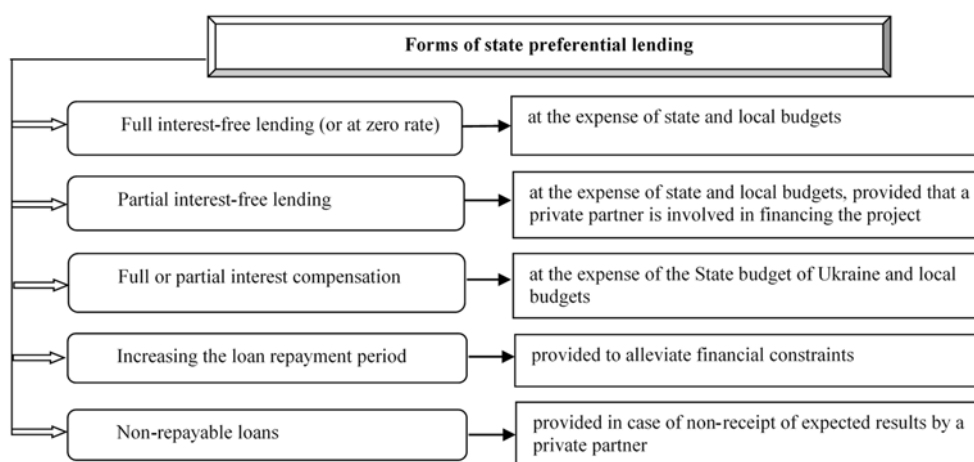 Forms of state preferential lending
Full interest-free lending (or at zero rate)
at the expense of state and local budgets
Partial interest-free lending
at the expense of state and local budgets, provided that a
private partner is involved in financing the project
Full or partial interest compensation
at the expense of the State budget of Ukraine and local
budgets
Increasing the loan repayment period
provided to alleviate financial constraints
Non-repayable loans
provided in case of non-receipt of expected results by a
private partner